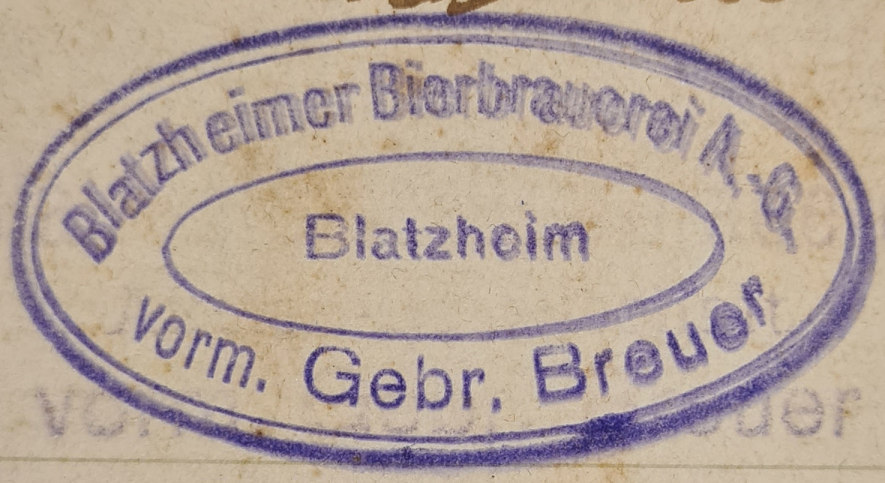 Blatzheimer Bierbrauerei A.-G.
Blatzheim
vorm. Gebr. Breuer